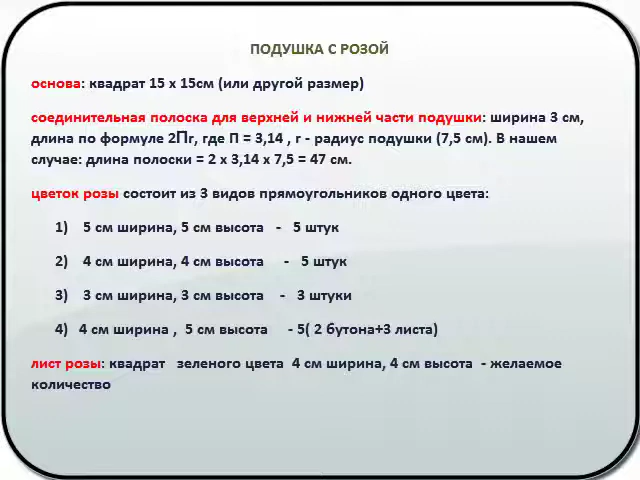 ПОДУШКА С РОЗОЙ
основа: квадрат 15 х 15см (или другой размер)
соединительная полоска для верхней и нижней части подушки: ширина 3 см,
длина по формуле 2Пr, где П = 3,14 , r - радиус подушки (7,5 см). В нашем
случае: длина полоски = 2 х 3,14 х 7,5 = 47 см.
цветок розы состоит из 3 видов прямоугольников одного цвета:
1) 5 см ширина, 5 см высота - 5 штук
2) 4 см ширина, 4 см высота - 5 штук
3) 3 см ширина, 3 см высота - 3 штуки
4) 4 см ширина , 5 см высота - 5( 2 бутона+3 листа)
лист розы: квадрат зеленого цвета 4 см ширина, 4 см высота - желаемое
количество